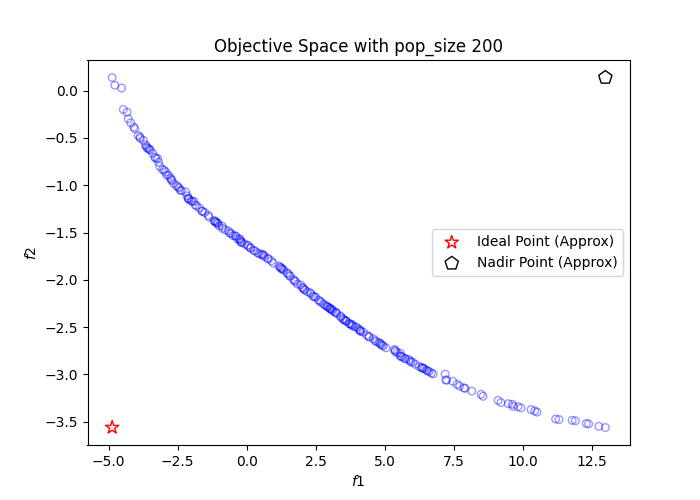 Objective Space with pop_size 200
0.0
-0.5
-1.0
-1.5
-2.0
-2.5
-3.0
-3.5
f2
Ideal Point (Approx)
Nadir Point (Approx)
-5.0 -2.5 0.0 2.5 5.0 7.5 10.0 12.5
f1